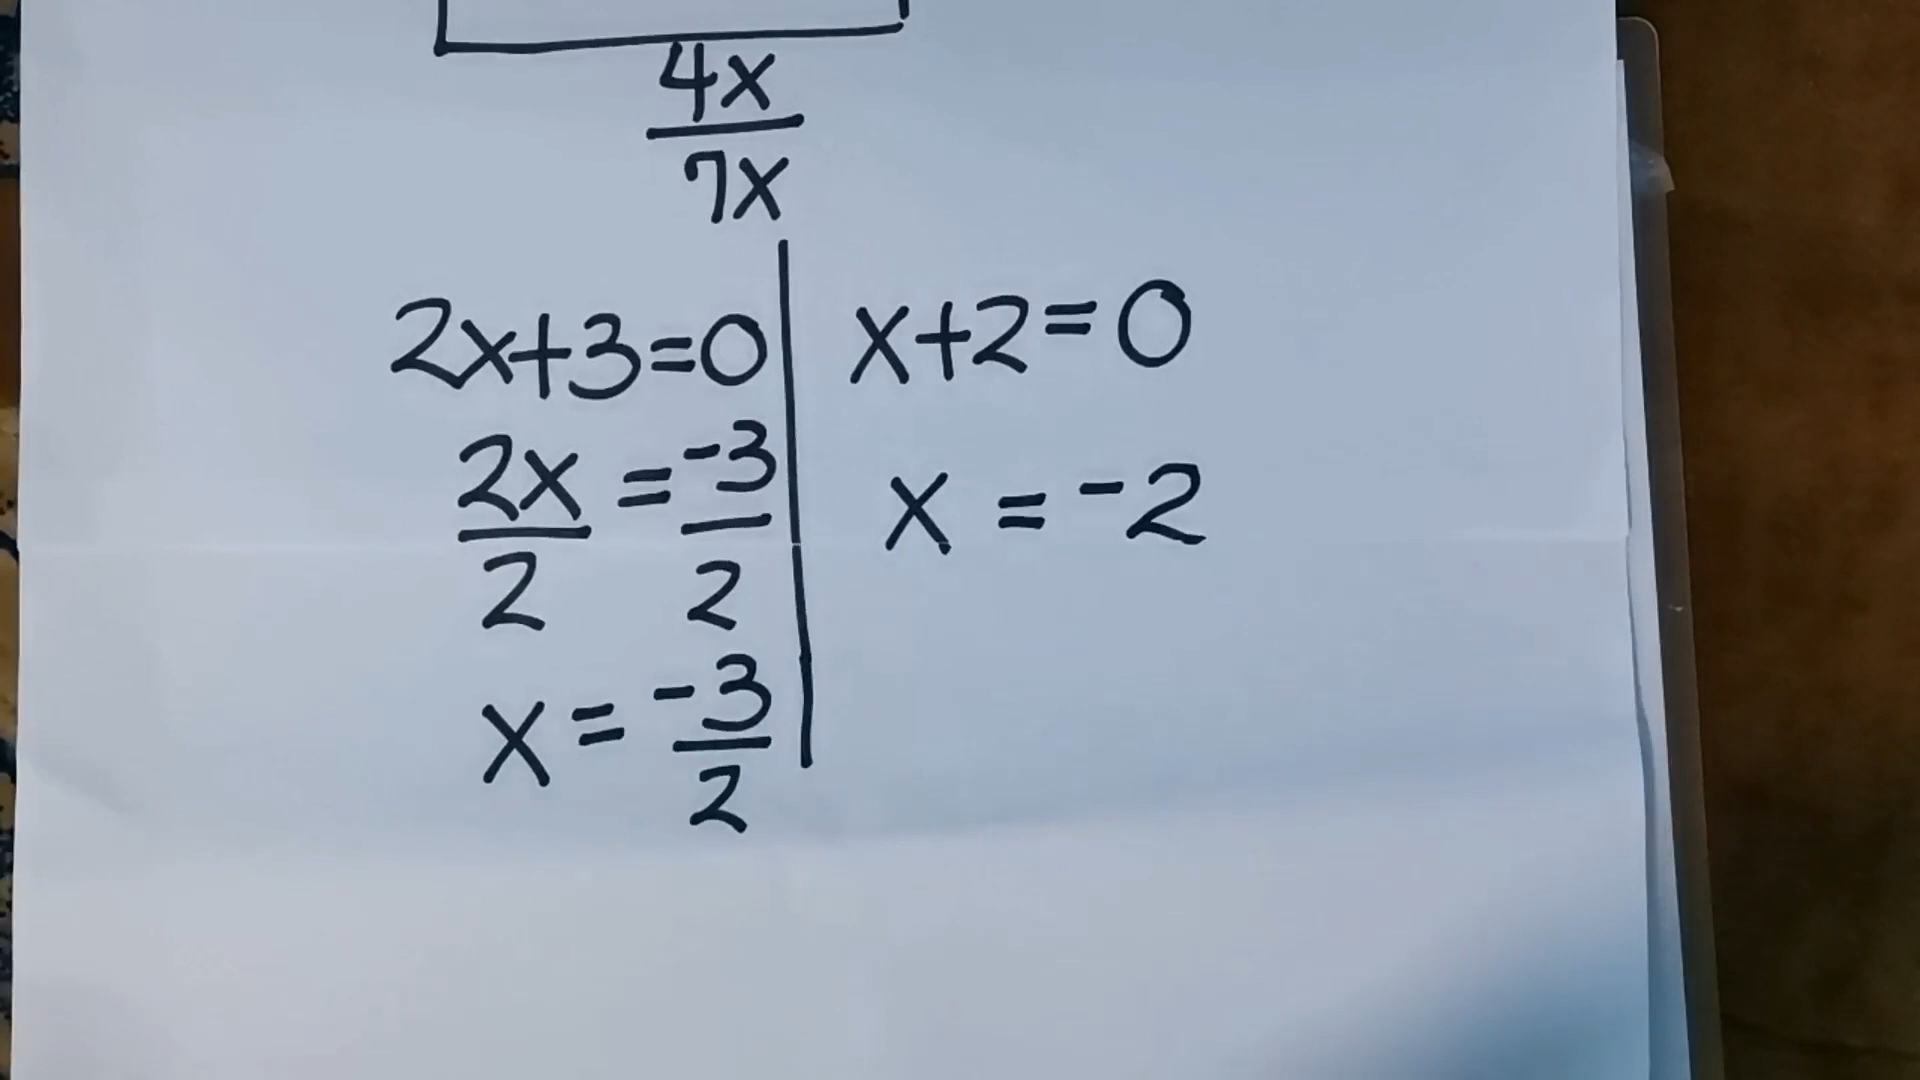 4x
7x
2x+3=0
2x = -3
2 2
x = -3
2
x+2=0
x = -2